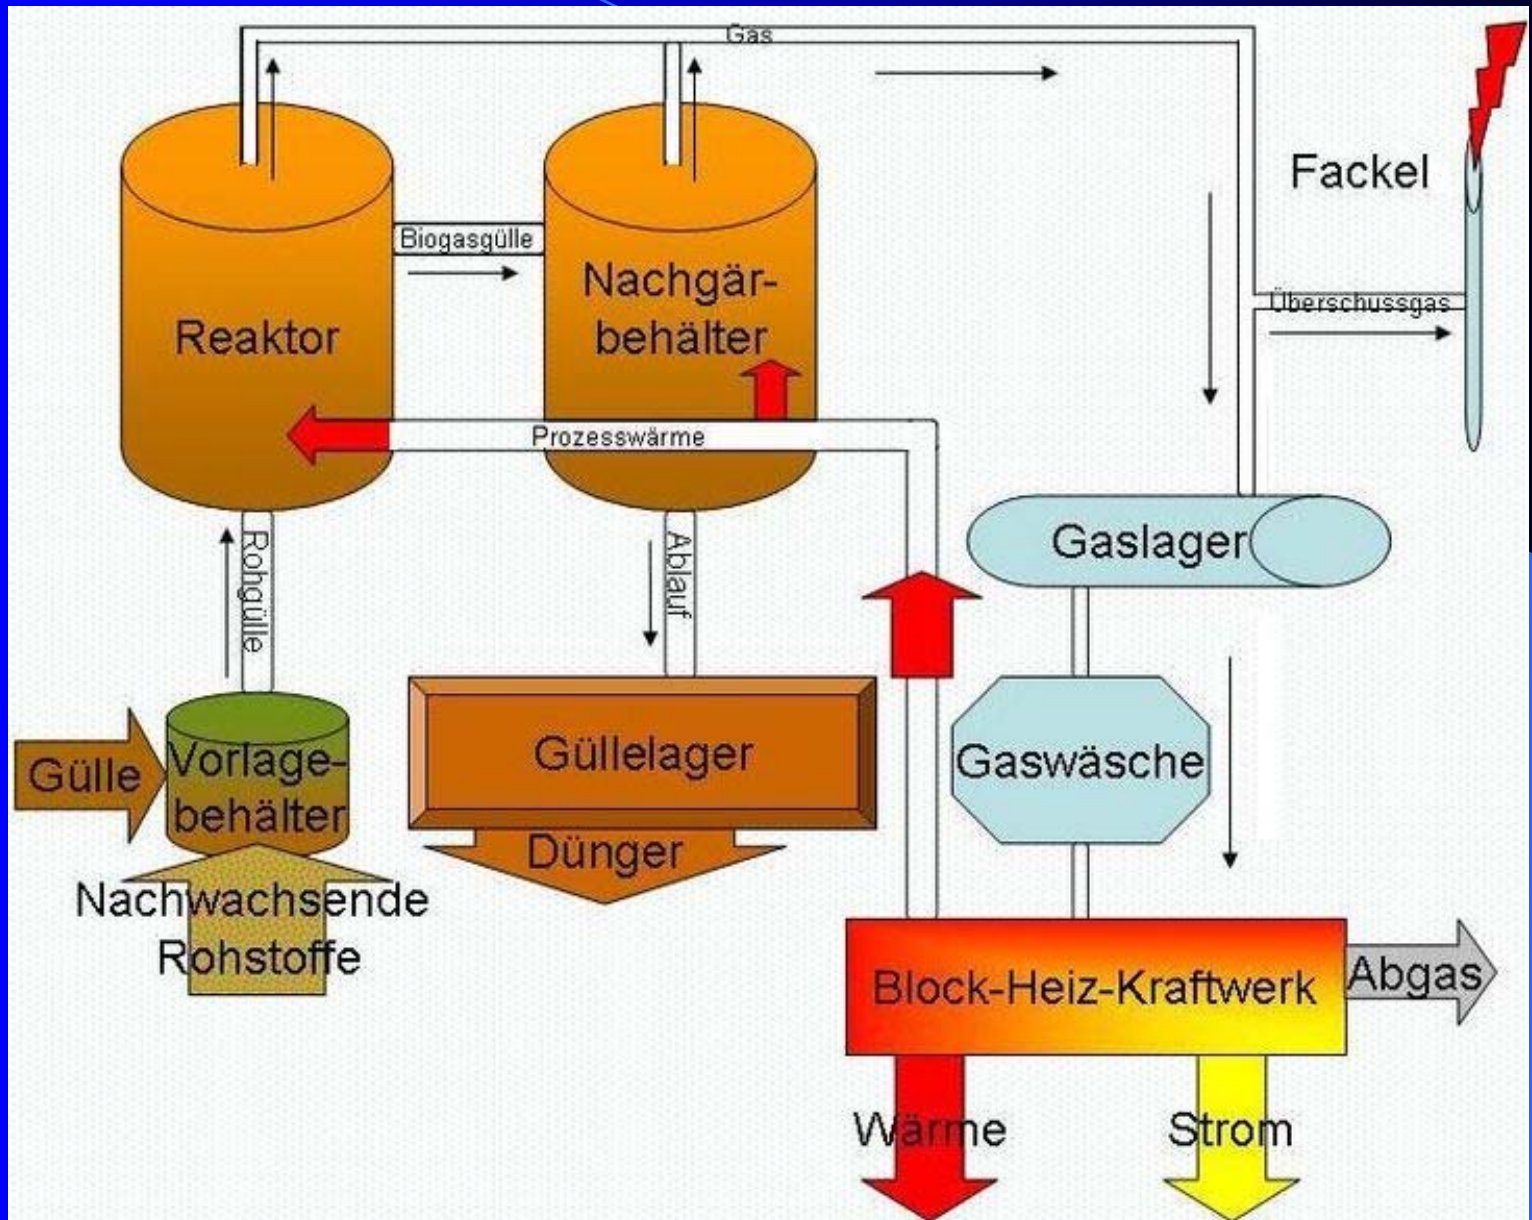 Gas
Fackel
Biogasgülle
Nachgär-
behälter
Überschussgas
Reaktor
Prozesswärme
Rohgülle
Ablauf
Gaslager
Gülle
Vorlage-
behälter
Güllelager
Gaswäsche
Dünger
Nachwachsende
Rohstoffe
Block-Heiz-Kraftwerk
Abgas
Wärme
Strom